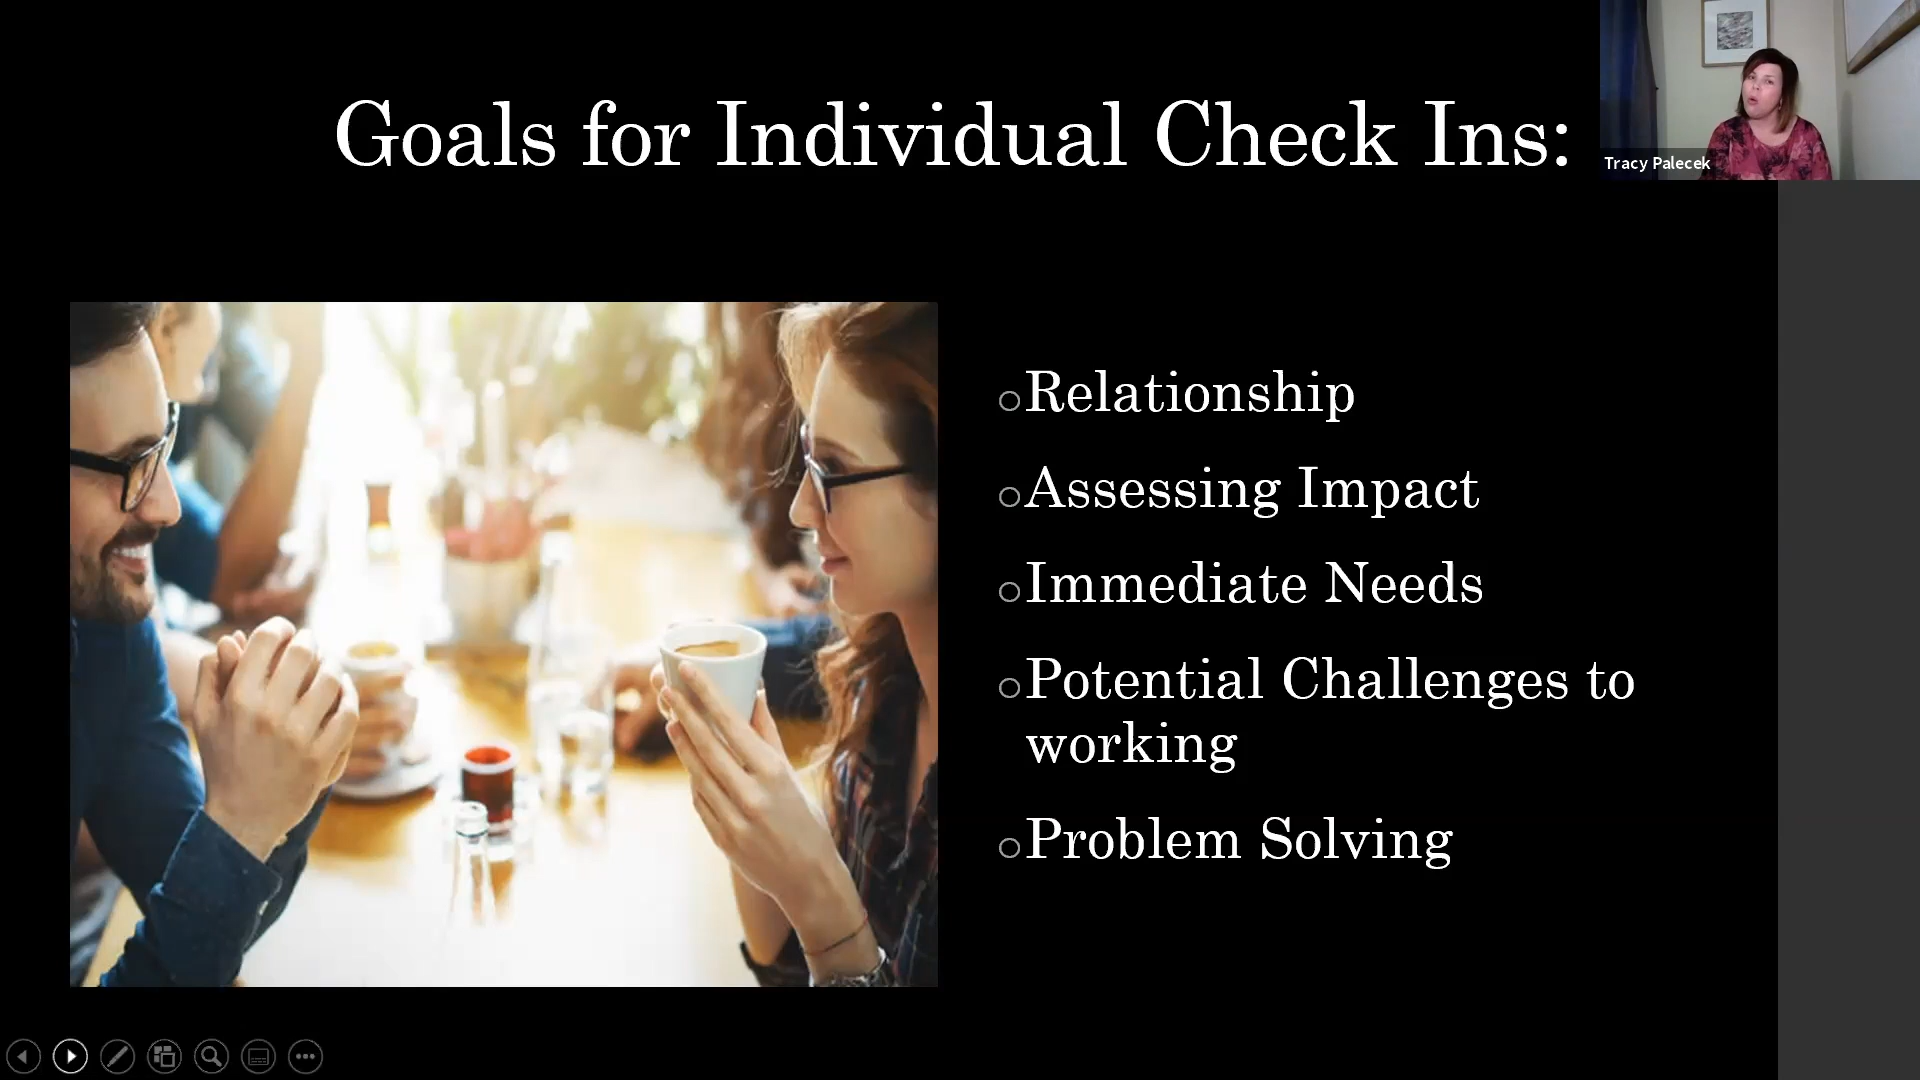 Goals for Individual Check Ins:
Tracy Palecek
Relationship
Assessing Impact
Immediate Needs
Potential Challenges to
working
Problem Solving